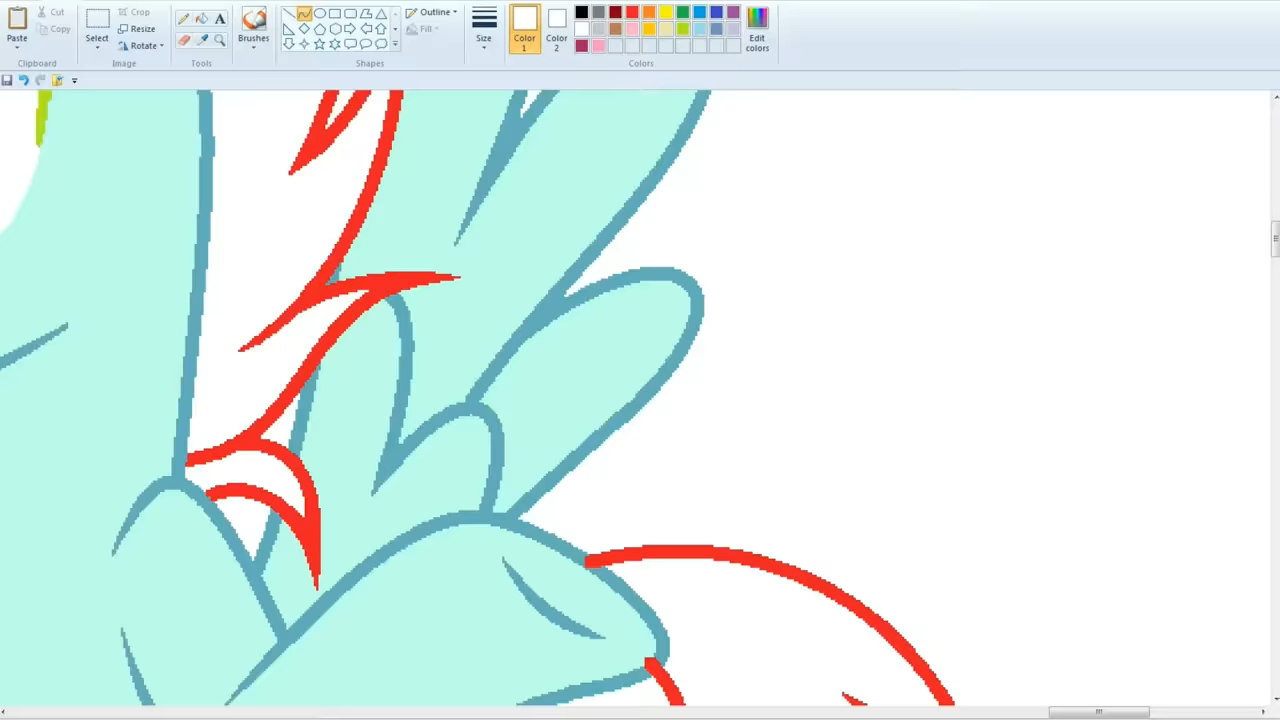 Paste
Cut
Copy
Clipboard
Select
Crop
Resize
Rotate
Image
A
Tools
Brushes
Outline
Fill
Shapes
Size
Color
1
Color
2
Edit
colors
Colors